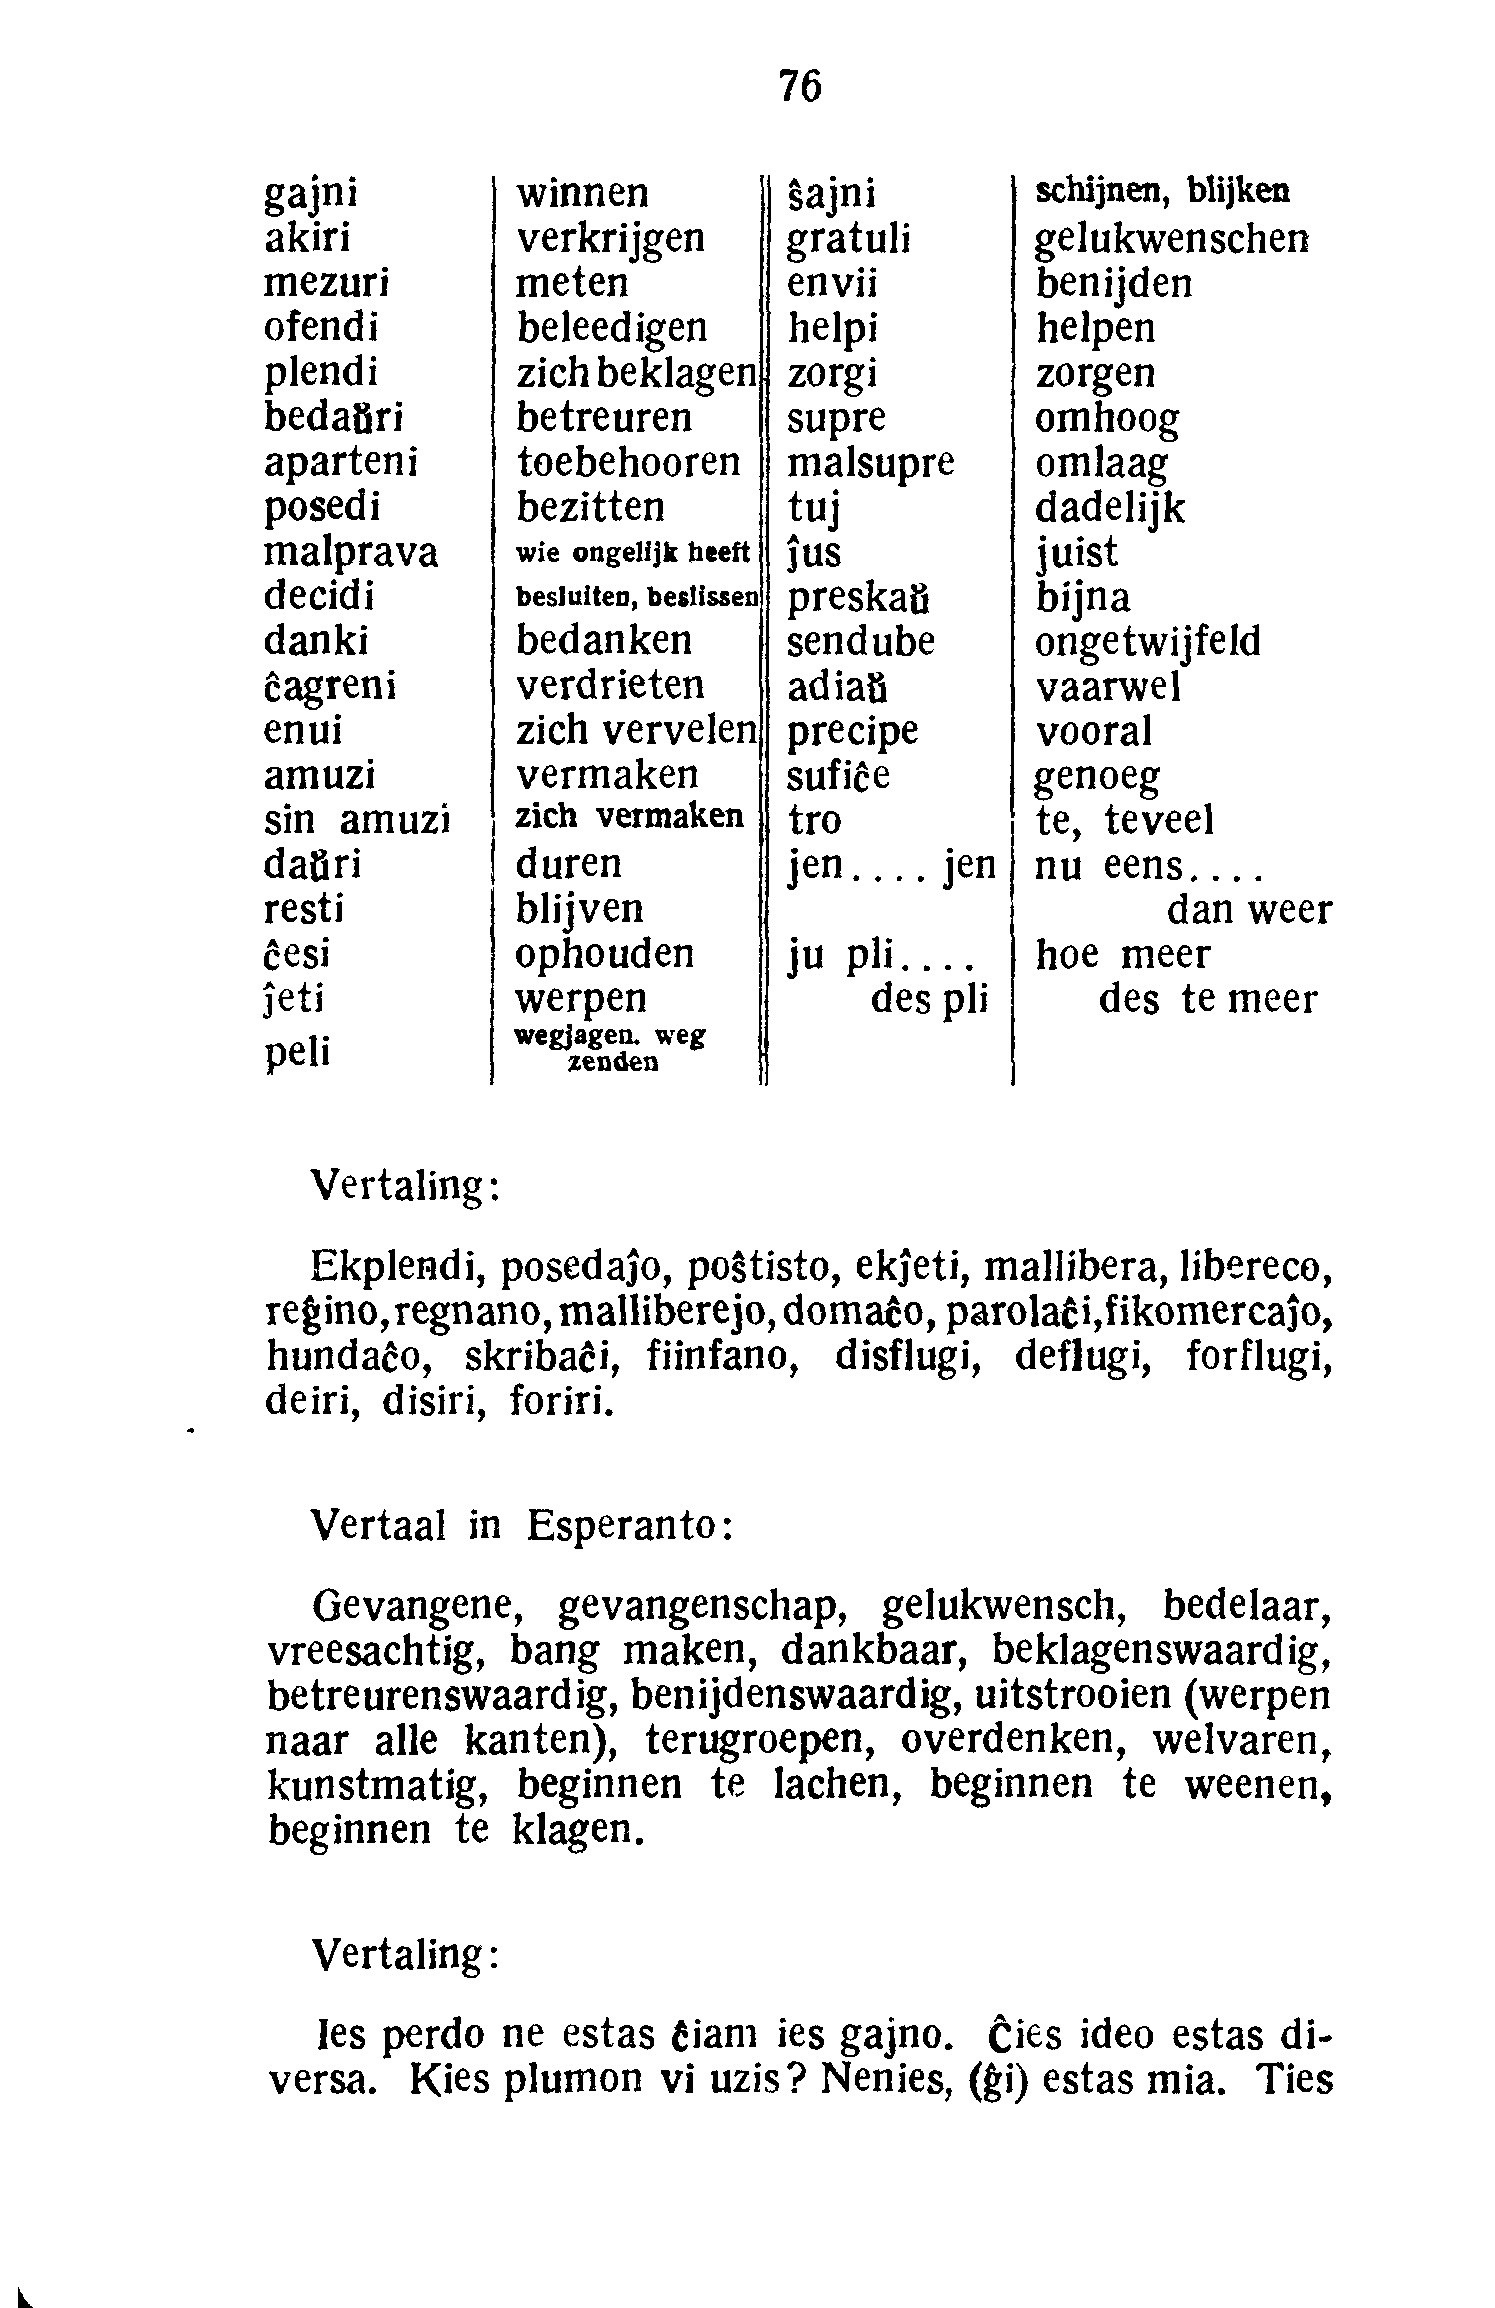 76
gajni winnen ŝajni schijnen, blijken
akiri verkrijgen gratuli gelukwenschen
mezuri meten envii benijden
ofendi beleedigen helpi helpen
plendi zich beklagen zorgi zorgen
bedaŭri betreuren supre omhoog
aparteni toebehooren malsupre omlaag
posedi bezitten tuj dadelijk
malprava wie ongelijk heeft ĵus juist
decidi besluiten, beslissen preskaŭ bijna
danki bedanken sendube ongetwijfeld
ĉagreni verdrieten adiaŭ vaarwel
enui zich vervelen precipe vooral
amuzi vermaken sufiĉe genoeg
sin amuzi zich vermaken tro te, teveel
daŭri duren jen.... jen nu eens....
resti blijven dan weer
ĉesi ophouden ju pli.... hoe meer
ĵeti werpen des pli des te meer
peli wegjagen. weg
zenden
Vertaling:
Ekplendi, posedaĵo, poŝtisto, ekĵeti, mallibera, libereco,
reĝino, regnano, malliberejo, domaĉo, parolaĉi, fikomercaĵo,
hundaĉo, skribaĉi, fiinfano, disflugi, deflugi, forflugi,
deiri, disiri, foriri.
Vertaal in Esperanto:
Gevangene, gevangenschap, gelukwensch, bedelaar,
vreesachtig, bang maken, dankbaar, beklagenswaardig,
betreurenswaardig, benijdenswaardig, uitstrooien (werpen
naar alle kanten), terugroepen, overdenken, welvaren,
kunstmatig, beginnen te lachen, beginnen te weenen,
beginnen te klagen.
Vertaling:
Ies perdo ne estas ĉiam ies gajno. Ĉies ideo estas di-
versa. Kies plumon vi uzis? Nenies, (ĝi) estas mia. Ties